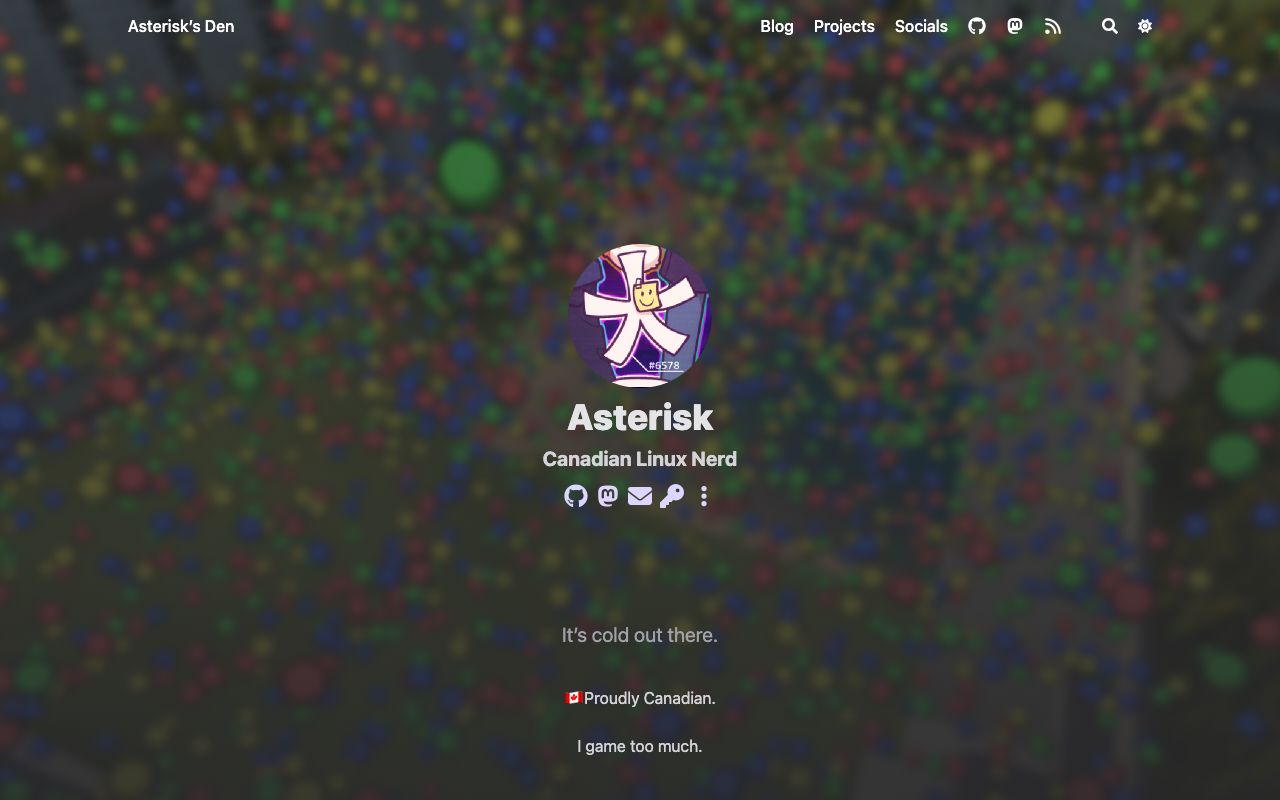 Asterisk’s Den
Blog
Projects
Socials
#6578
Asterisk
Canadian Linux Nerd
It’s cold out there.
🇨🇦Proudly Canadian.
I game too much.